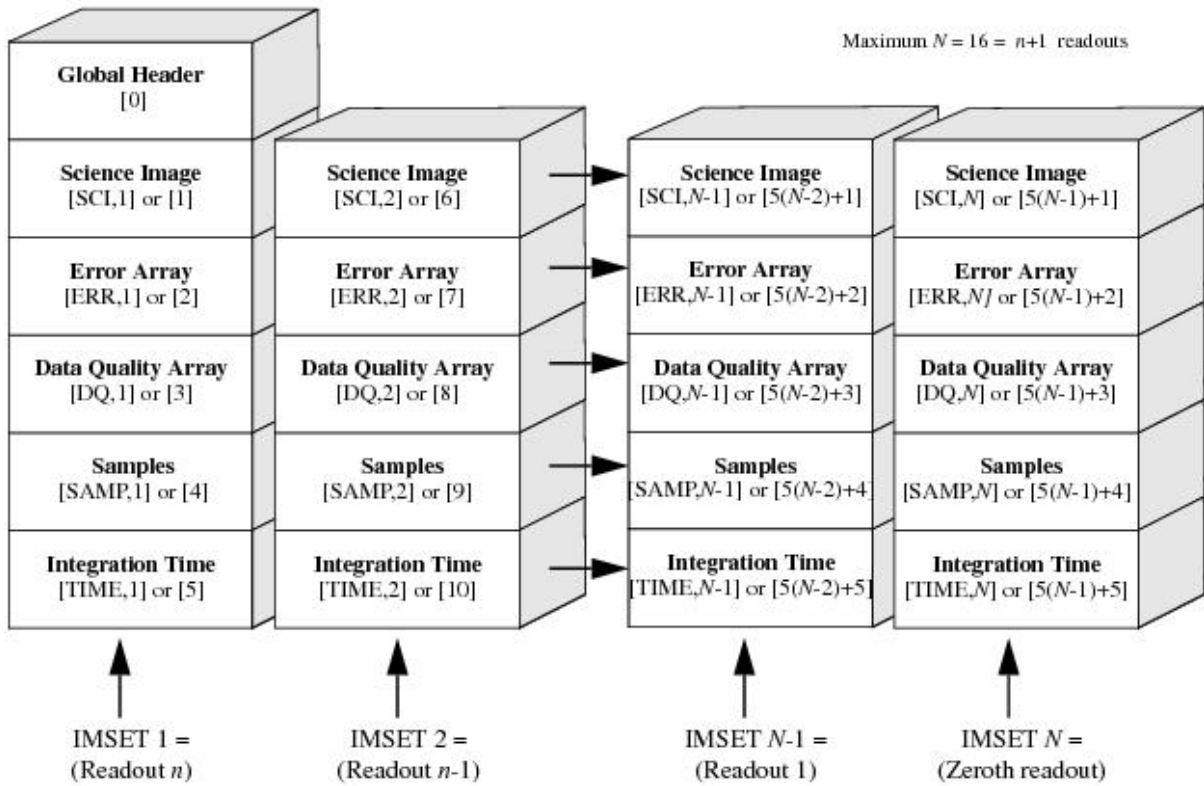 Maximum N = 16 = n+1 readouts
Global Header
[0]
Science Image
[SCI,1] or [1]
Error Array
[ERR,1] or [2]
Data Quality Array
[DQ,1] or [3]
Samples
[SAMP,1] or [4]
Integration Time
[TIME,1] or [5]
IMSET 1 =
(Readout n)
Science Image
[SCI,2] or [6]
Error Array
[ERR,2] or [7]
Data Quality Array
[DQ,2] or [8]
Samples
[SAMP,2] or [9]
Integration Time
[TIME,2] or [10]
IMSET 2 =
(Readout n-1)
Science Image
[SCI,N-1] or [5(N-2)+1]
Error Array
[ERR,N-1] or [5(N-2)+2]
Data Quality Array
[DQ,N-1] or [5(N-2)+3]
Samples
[SAMP,N-1] or [5(N-2)+4]
Integration Time
[TIME,N-1] or [5(N-2)+5]
IMSET N-1 =
(Readout 1)
Science Image
[SCI,N] or [5(N-1)+1]
Error Array
[ERR,N] or [5(N-1)+2]
Data Quality Array
[DQ,N] or [5(N-1)+3]
Samples
[SAMP,N] or [5(N-1)+4]
Integration Time
[TIME,N] or [5(N-1)+5]
IMSET N =
(Zeroth readout)